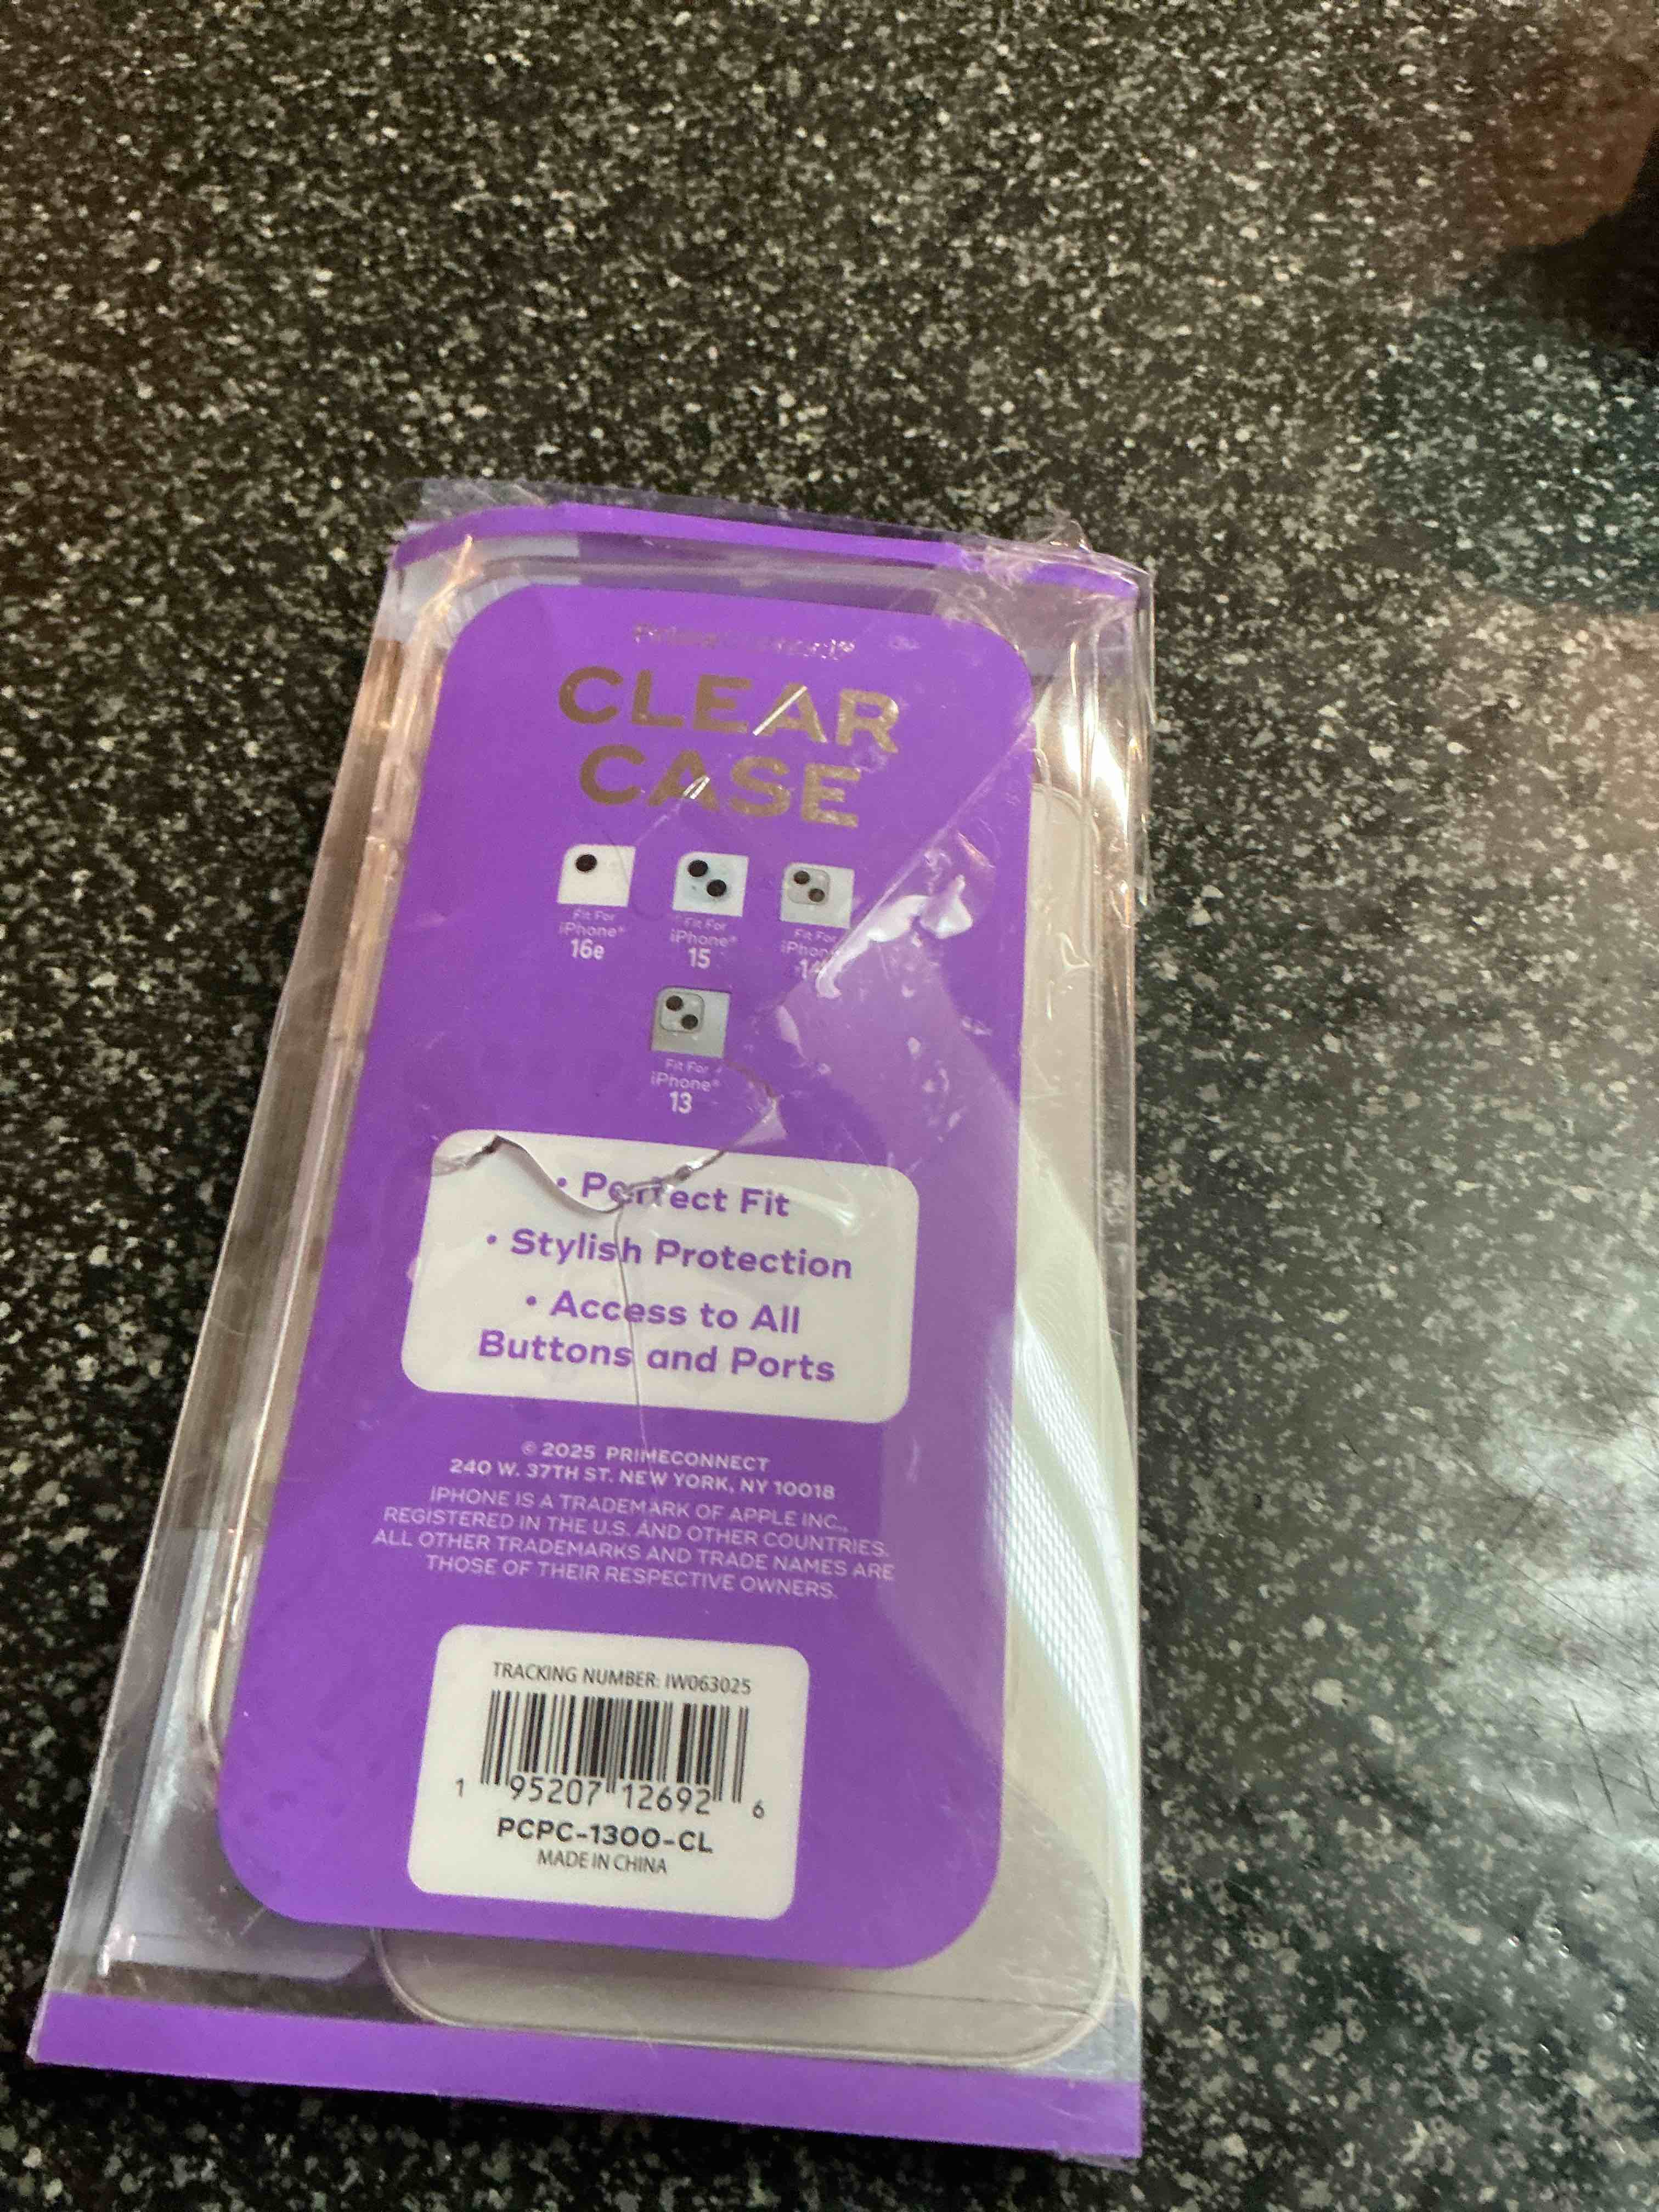 CLEAR
CASE
Fit For
iPhone®
16e
Fit For
iPhone®
15
Fit For
14
Fit For
iPhone®
13
• Perfect Fit
• Stylish Protection
• Access to All
Buttons and Ports
© 2025 PRIMECONNECT
240 W. 37TH ST. NEW YORK, NY 10018
IPHONE IS A TRADEMARK OF APPLE INC.,
REGISTERED IN THE U.S. AND OTHER COUNTRIES.
ALL OTHER TRADEMARKS AND TRADE NAMES ARE
THOSE OF THEIR RESPECTIVE OWNERS.
TRACKING NUMBER: IW063025
1 95207 12692 6
PCPC-1300-CL
MADE IN CHINA